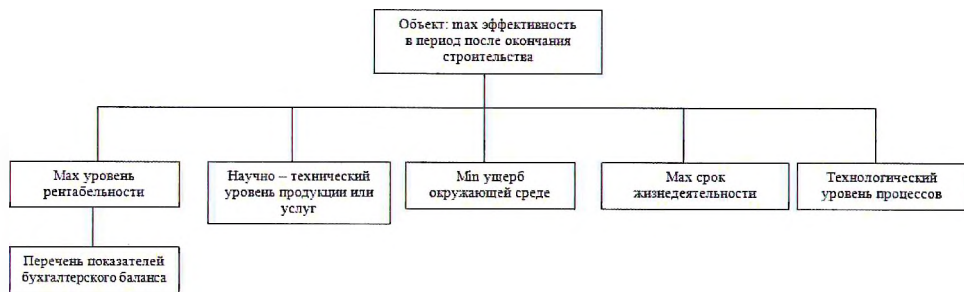 Объект: max эффективность
в период после окончания
строительства
Max уровень
рентабельности
Научно – технический
уровень продукции или
услуг
Min ущерб
окружающей среде
Max срок
жизнедеятельности
Технологический
уровень процессов
Перечень показателей
бухгалтерского баланса